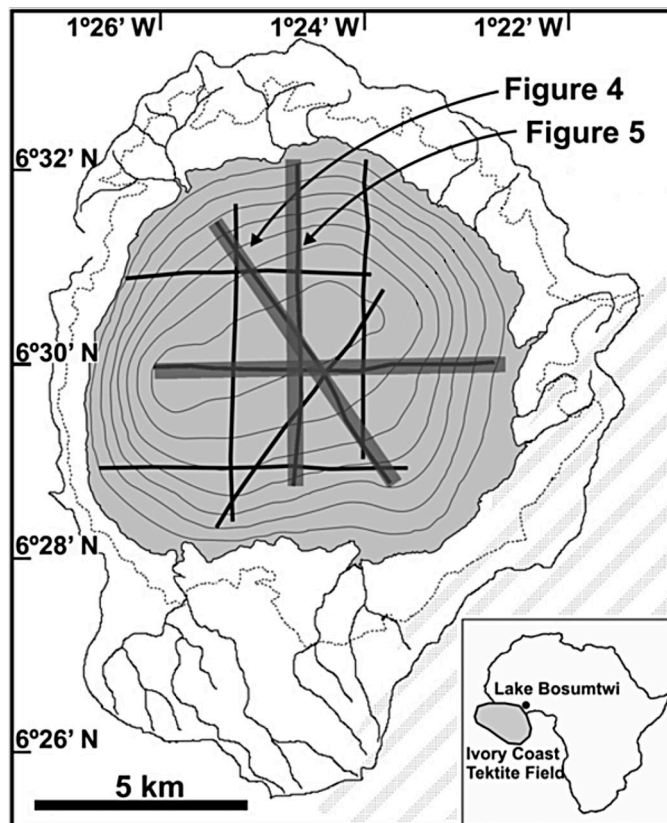 1º26' W
1º24' W
1º22' W
Figure 4
Figure 5
6º32' N
6º30' N
6º28' N
6º26' N
5 km
Lake Bosumtwi
Ivory Coast
Tektite Field